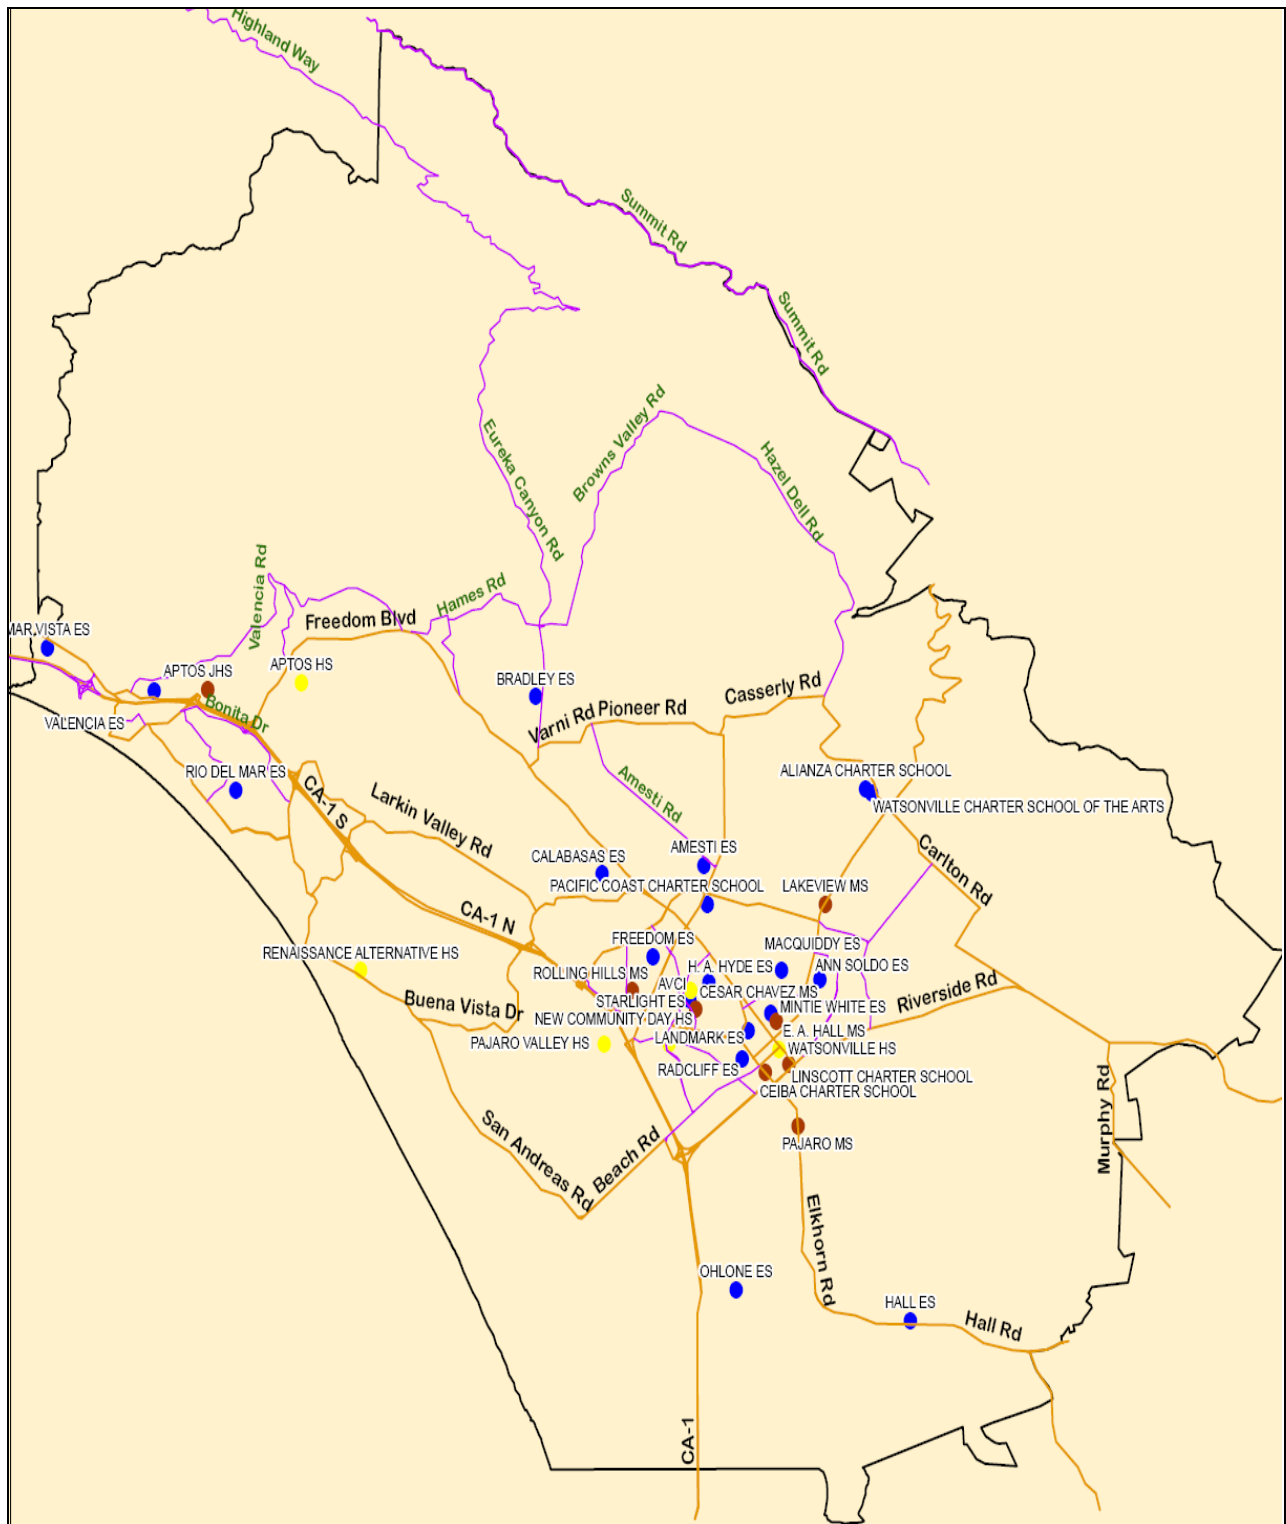 Highland Way
Summit Rd
Summit Rd
Eureka Canyon Rd
Browns Valley Rd
Hazel Dell Rd
Valencia Rd
Hames Rd
Freedom Blvd
MAR VISTA ES
APTOS JHS
APTOS HS
BRADLEY ES
Casserly Rd
Varni Rd
Pioneer Rd
Bonita Dr
VALENCIA ES
RIO DEL MAR ES
CA-1 S
Larkin Valley Rd
Amesti Rd
ALIANZA CHARTER SCHOOL
WATSONVILLE CHARTER SCHOOL OF THE ARTS
AMESTI ES
CALABASAS ES
Carlton Rd
PACIFIC COAST CHARTER SCHOOL
LAKEVIEW MS
CA-1 N
FREEDOM ES
MACQUIDDY ES
RENAISSANCE ALTERNATIVE HS
ROLLING HILLS MS
H. A. HYDE ES
ANN SOLDO ES
AVCI
CESAR CHAVEZ MS
Riverside Rd
STARLIGHT ES
MINTIE WHITE ES
Buena Vista Dr
NEW COMMUNITY DAY HS
E. A. HALL MS
PAJARO VALLEY HS
LANDMARK ES
WATSONVILLE HS
RADCLIFF ES
LINSCOTT CHARTER SCHOOL
CEIBA CHARTER SCHOOL
Murphy Rd
San Andreas Rd
Beach Rd
PAJARO MS
Elkhorn Rd
OHLONE ES
HALL ES
Hall Rd
CA-1